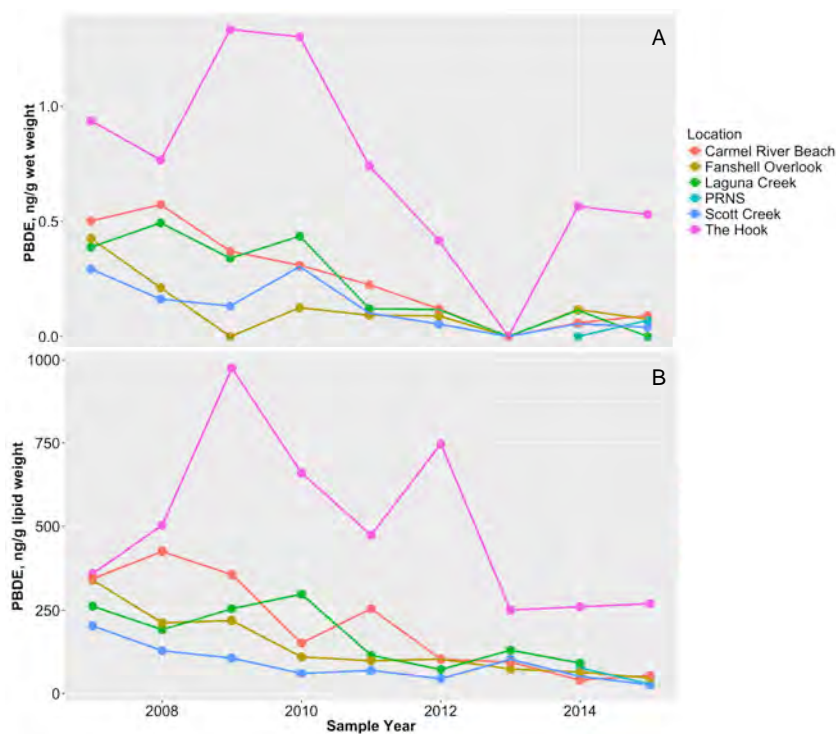 A
1.0
0.5
0.0
PBDE, ng/g wet weight
Location
Carmel River Beach
Fanshell Overlook
Laguna Creek
PRNS
Scott Creek
The Hook
B
1000
750
500
250
0
PBDE, ng/g lipid weight
2008 2010 2012 2014
Sample Year